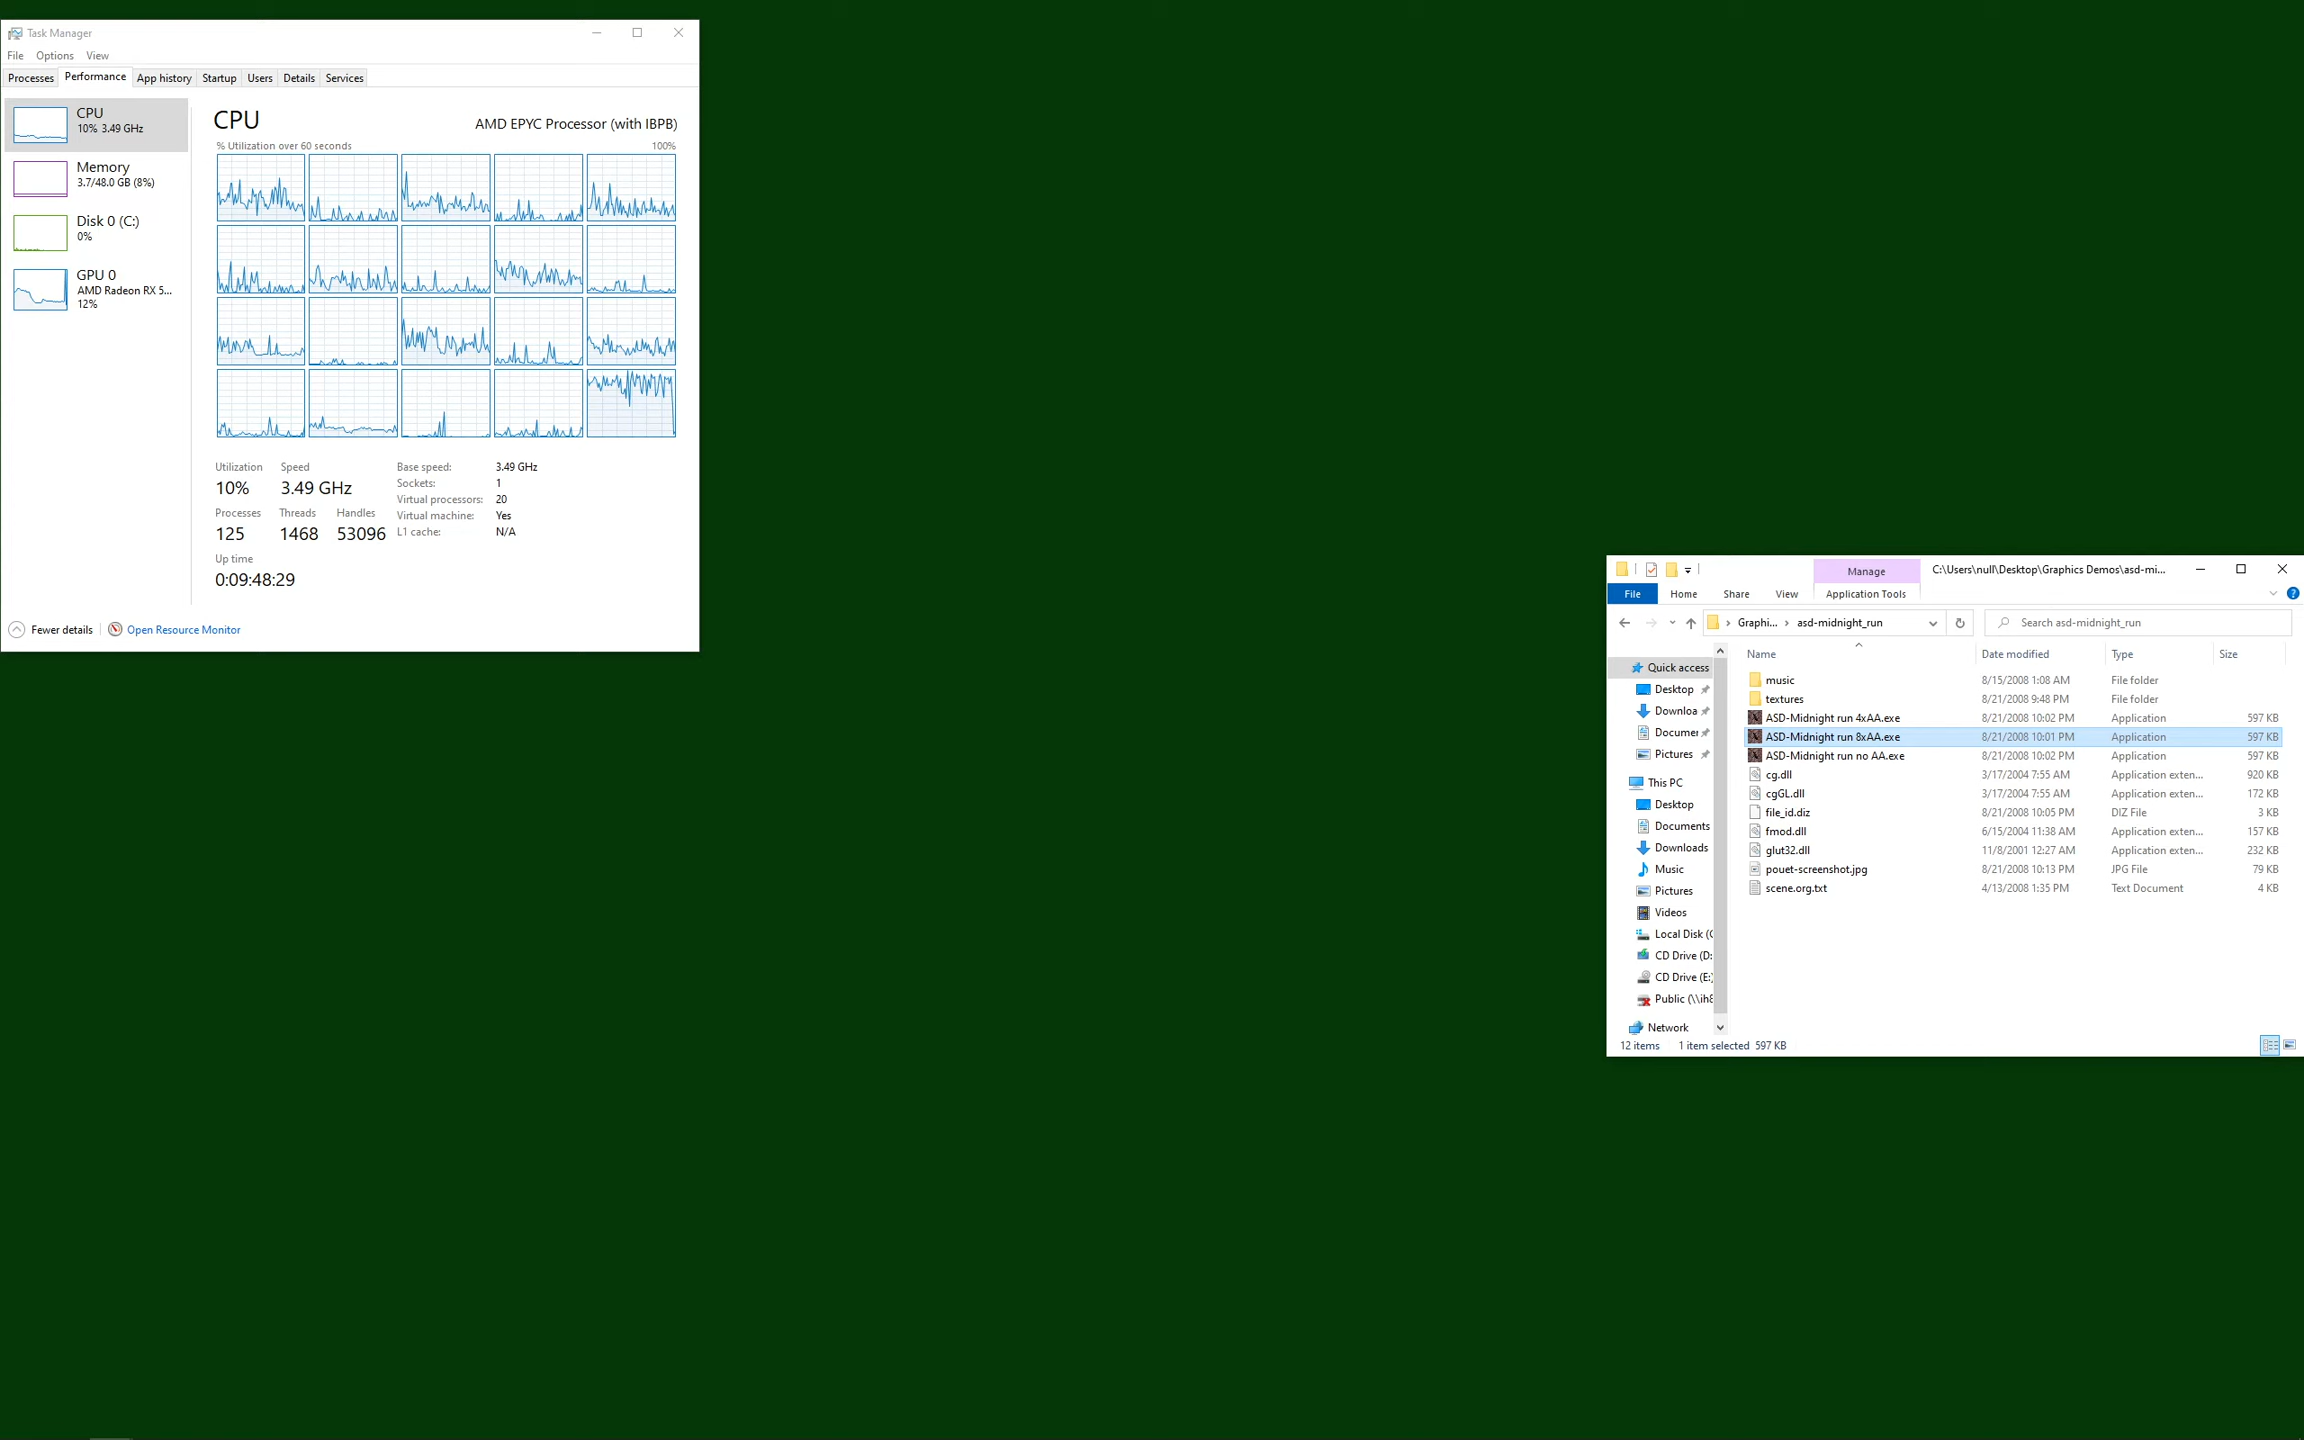 Task Manager
File Options View
Processes Performance App history Startup Users Details Services
CPU
10% 3.49 GHz
Memory
3.7/48.0 GB (8%)
Disk 0 (C:)
0%
GPU 0
AMD Radeon RX 5...
12%
CPU AMD EPYC Processor (with IBPB)
% Utilization over 60 seconds 100%
Utilization Speed
10% 3.49 GHz
Processes Threads Handles
125 1468 53096
Up time
0:09:48:29
Base speed: 3.49 GHz
Sockets: 1
Virtual processors: 20
Virtual machine: Yes
L1 cache: N/A
Fewer details Open Resource Monitor
Manage C:\Users\null\Desktop\Graphics Demos\asd-mi...
File Home Share View Application Tools
Graphi... asd-midnight_run Search asd-midnight_run
Quick access
Desktop
Downloa
Documer
Pictures
This PC
Desktop
Documents
Downloads
Music
Pictures
Videos
Local Disk (C
CD Drive (D:
CD Drive (E:)
Public (\\ih8
Network
Name Date modified Type Size
music 8/15/2008 1:08 AM File folder
textures 8/21/2008 9:48 PM File folder
ASD-Midnight run 4xAA.exe 8/21/2008 10:02 PM Application 597 KB
ASD-Midnight run 8xAA.exe 8/21/2008 10:01 PM Application 597 KB
ASD-Midnight run no AA.exe 8/21/2008 10:02 PM Application 597 KB
cg.dll 3/17/2004 7:55 AM Application exten... 920 KB
cgGL.dll 3/17/2004 7:55 AM Application exten... 172 KB
file_id.diz 8/21/2008 10:05 PM DIZ File 3 KB
fmod.dll 6/15/2004 11:38 AM Application exten... 157 KB
glut32.dll 11/8/2001 12:27 AM Application exten... 232 KB
pouet-screenshot.jpg 8/21/2008 10:13 PM JPG File 79 KB
scene.org.txt 4/13/2008 1:35 PM Text Document 4 KB
12 items 1 item selected 597 KB